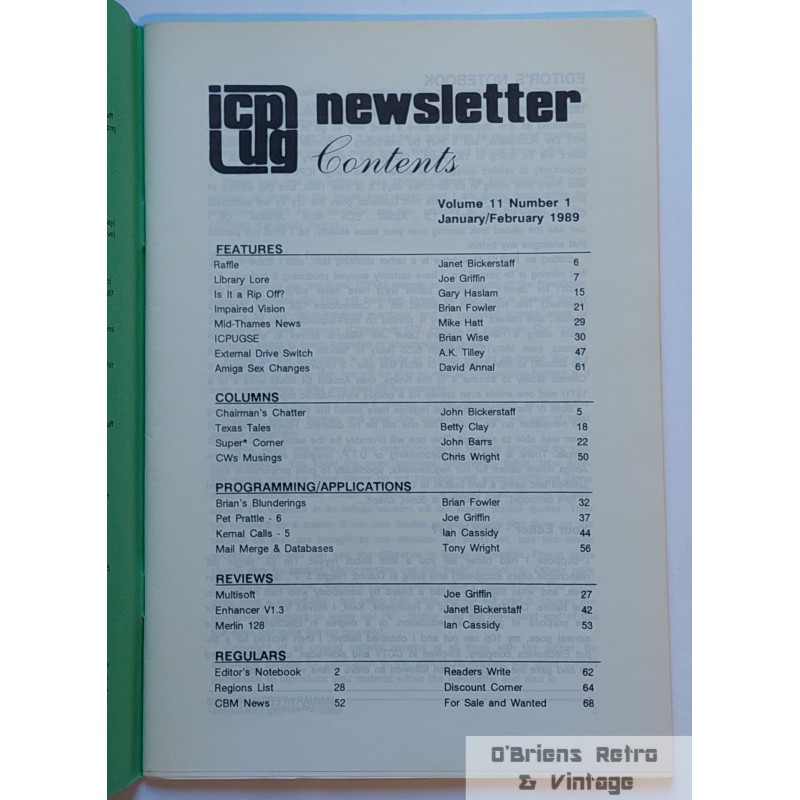 icpug newsletter
Contents
Volume 11 Number 1
January/February 1989
FEATURES
Raffle Janet Bickerstaff 6
Library Lore Joe Griffin 7
Is It a Rip Off? Gary Haslam 15
Impaired Vision Brian Fowler 21
Mid-Thames News Mike Hatt 29
ICPUGSE Brian Wise 30
External Drive Switch A.K. Tilley 47
Amiga Sex Changes David Annal 61
COLUMNS
Chairman's Chatter John Bickerstaff 5
Texas Tales Betty Clay 18
Super* Corner John Barrs 22
CWs Musings Chris Wright 50
PROGRAMMING/APPLICATIONS
Brian's Blunderings Brian Fowler 32
Pet Prattle - 6 Joe Griffin 37
Kernal Calls - 5 Ian Cassidy 44
Mail Merge & Databases Tony Wright 56
REVIEWS
Multisoft Joe Griffin 27
Enhancer V1.3 Janet Bickerstaff 42
Merlin 128 Ian Cassidy 53
REGULARS
Editor's Notebook 2 Readers Write 62
Regions List 28 Discount Corner 64
CBM News 52 For Sale and Wanted 68
O'Briens Retro
& Vintage